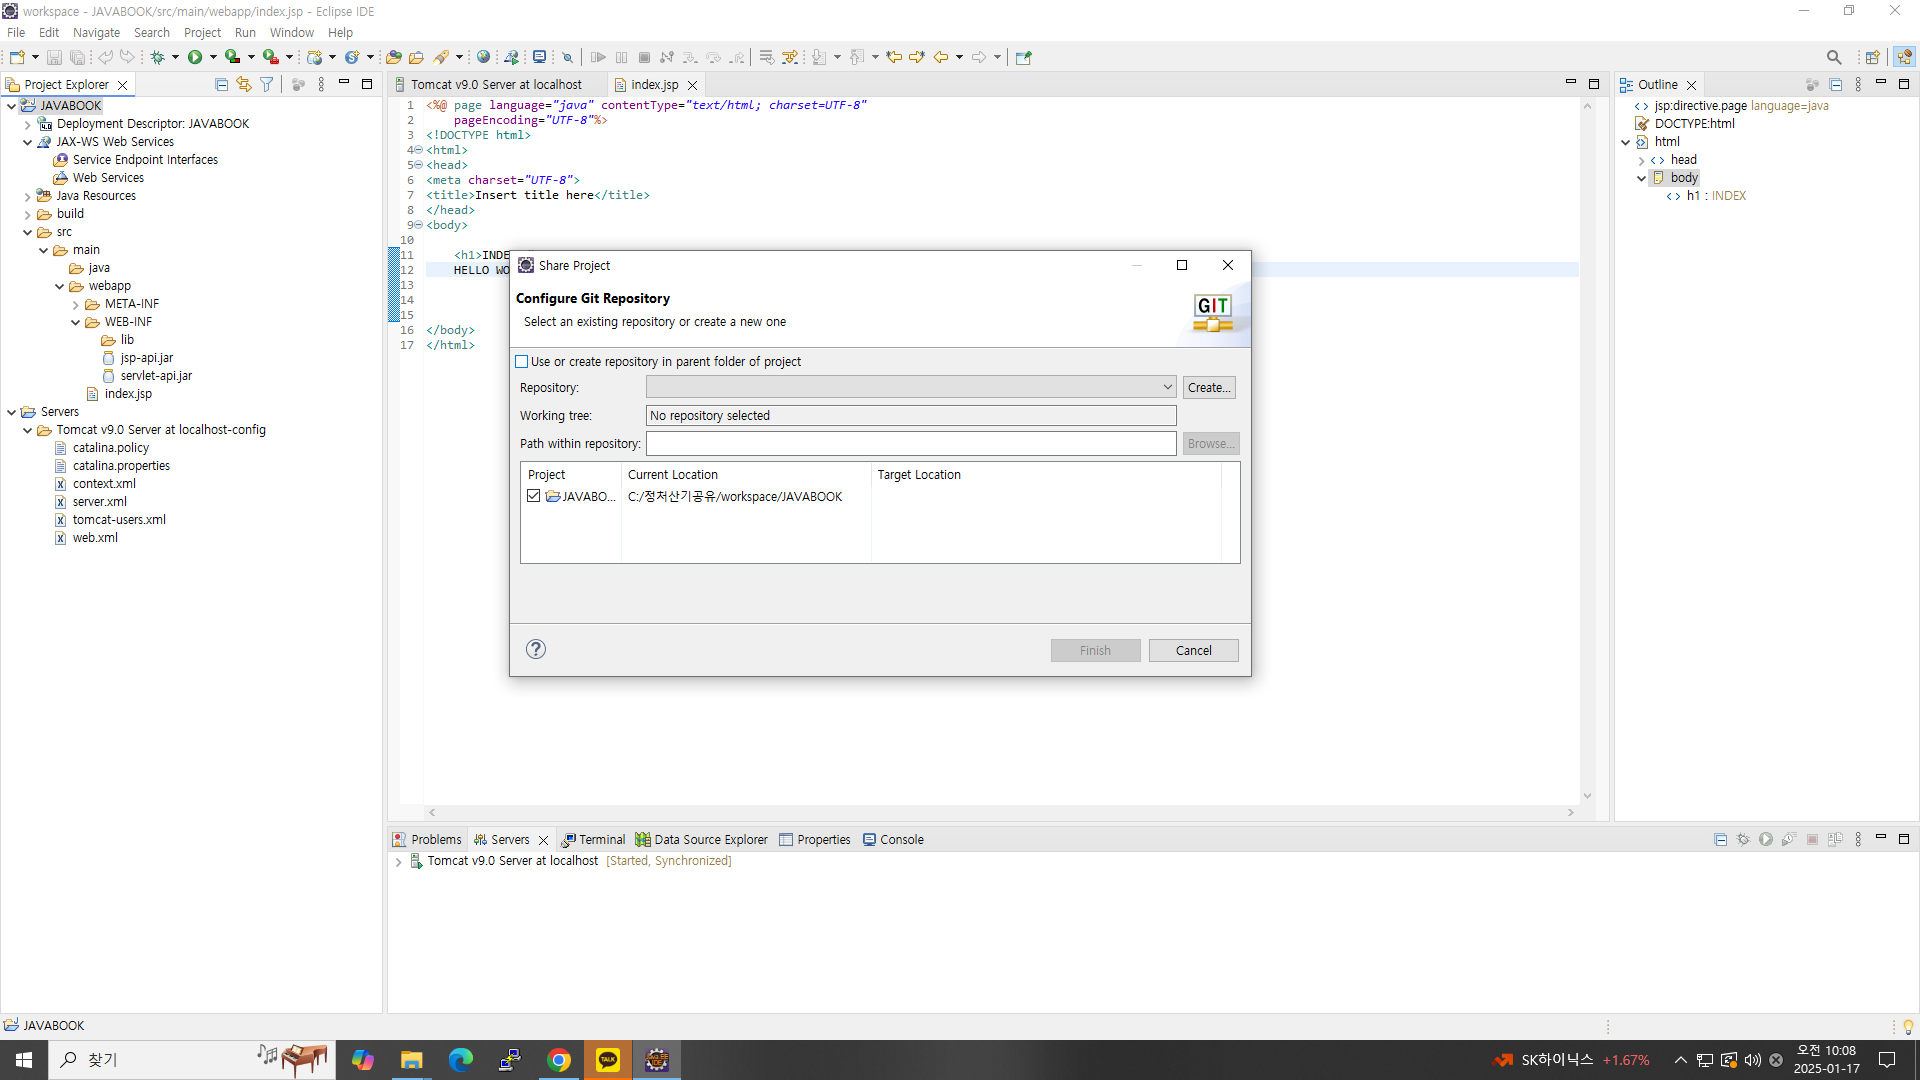 workspace - JAVABOOK/src/main/webapp/index.jsp - Eclipse IDE
File Edit Navigate Search Project Run Window Help
Project Explorer
JAVABOOK
Deployment Descriptor: JAVABOOK
JAX-WS Web Services
Service Endpoint Interfaces
Web Services
Java Resources
build
src
main
java
webapp
META-INF
WEB-INF
lib
jsp-api.jar
servlet-api.jar
index.jsp
Servers
Tomcat v9.0 Server at localhost-config
catalina.policy
catalina.properties
context.xml
server.xml
tomcat-users.xml
web.xml
Tomcat v9.0 Server at localhost
index.jsp
1 <%@ page language="java" contentType="text/html; charset=UTF-8"
2 pageEncoding="UTF-8"%>
3 <!DOCTYPE html>
4 <html>
5 <head>
6 <meta charset="UTF-8">
7 <title>Insert title here</title>
8 </head>
9 <body>
10
11 <h1>INDE
12 HELLO WO
13
14
15
16 </body>
17 </html>
Share Project
Configure Git Repository
Select an existing repository or create a new one
GIT
Use or create repository in parent folder of project
Repository: Create...
Working tree: No repository selected
Path within repository: Browse...
Project Current Location Target Location
JAVABO... C:/정처산기공유/workspace/JAVABOOK
Finish Cancel
Outline
jsp:directive.page language=java
DOCTYPE:html
html
head
body
h1 : INDEX
Problems Servers Terminal Data Source Explorer Properties Console
Tomcat v9.0 Server at localhost [Started, Synchronized]
JAVABOOK
찾기
TALK
Java EE IDE
SK하이닉스 +1.67%
오전 10:08
2025-01-17